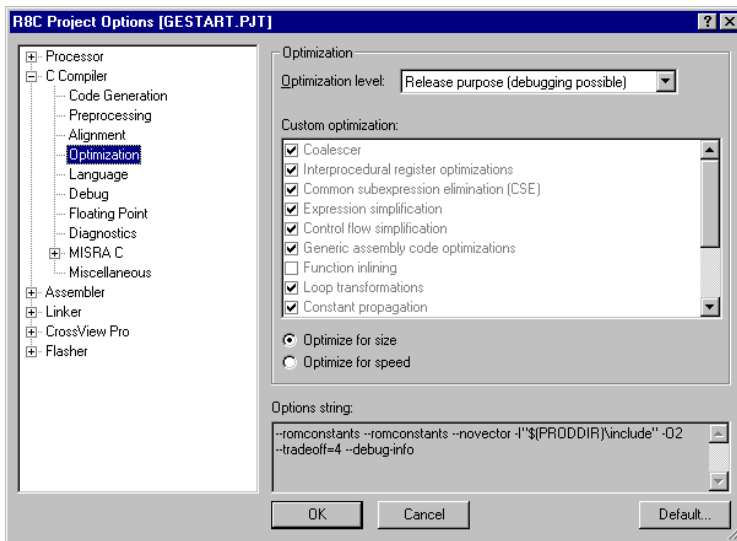 R8C Project Options [GESTART.PJT]
Processor
C Compiler
Code Generation
Preprocessing
Alignment
Optimization
Language
Debug
Floating Point
Diagnostics
MISRA C
Miscellaneous
Assembler
Linker
CrossView Pro
Flasher
Optimization
Optimization level: Release purpose (debugging possible)
Custom optimization:
Coalescer
Interprocedural register optimizations
Common subexpression elimination (CSE)
Expression simplification
Control flow simplification
Generic assembly code optimizations
Function inlining
Loop transformations
Constant propagation
Optimize for size
Optimize for speed
Options string:
--romconstants --romconstants --novector -I"$(PRODDIR)\include" -O2
--tradeoff=4 --debug-info
OK Cancel Default...